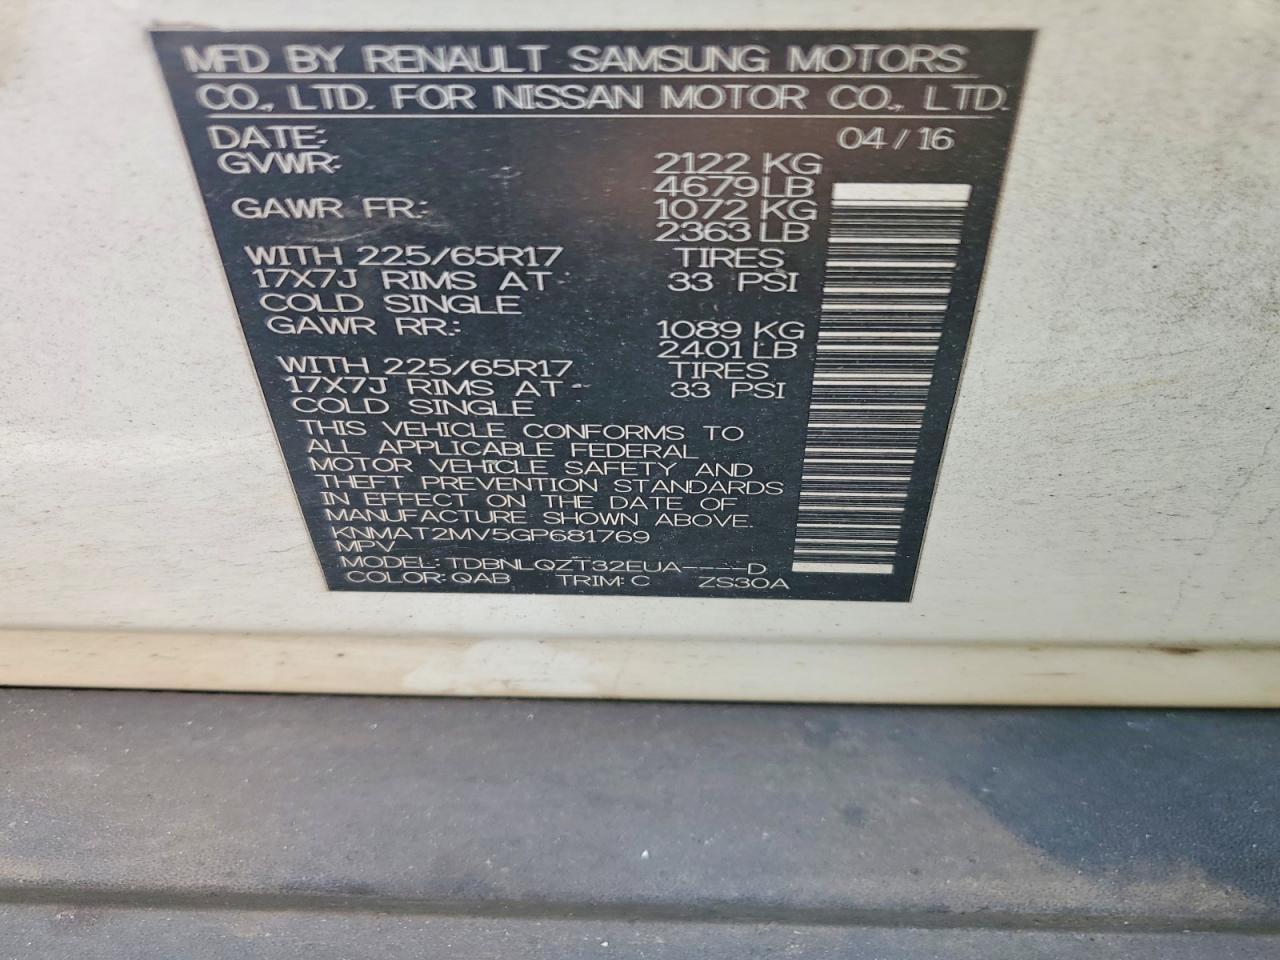 MFD BY RENAULT SAMSUNG MOTORS
CO., LTD. FOR NISSAN MOTOR CO., LTD.
DATE: 04/16
GVWR: 2122 KG
4679 LB
GAWR FR: 1072 KG
2363 LB
WITH 225/65R17 TIRES
17X7J RIMS AT 33 PSI
COLD SINGLE
GAWR RR: 1089 KG
2401 LB
WITH 225/65R17 TIRES
17X7J RIMS AT 33 PSI
COLD SINGLE
THIS VEHICLE CONFORMS TO
ALL APPLICABLE FEDERAL
MOTOR VEHICLE SAFETY AND
THEFT PREVENTION STANDARDS
IN EFFECT ON THE DATE OF
MANUFACTURE SHOWN ABOVE.
KNMAT2MV5GP681769
MPV
MODEL: TDBNLQZT32EUA----D
COLOR: QAB TRIM: C ZS30A